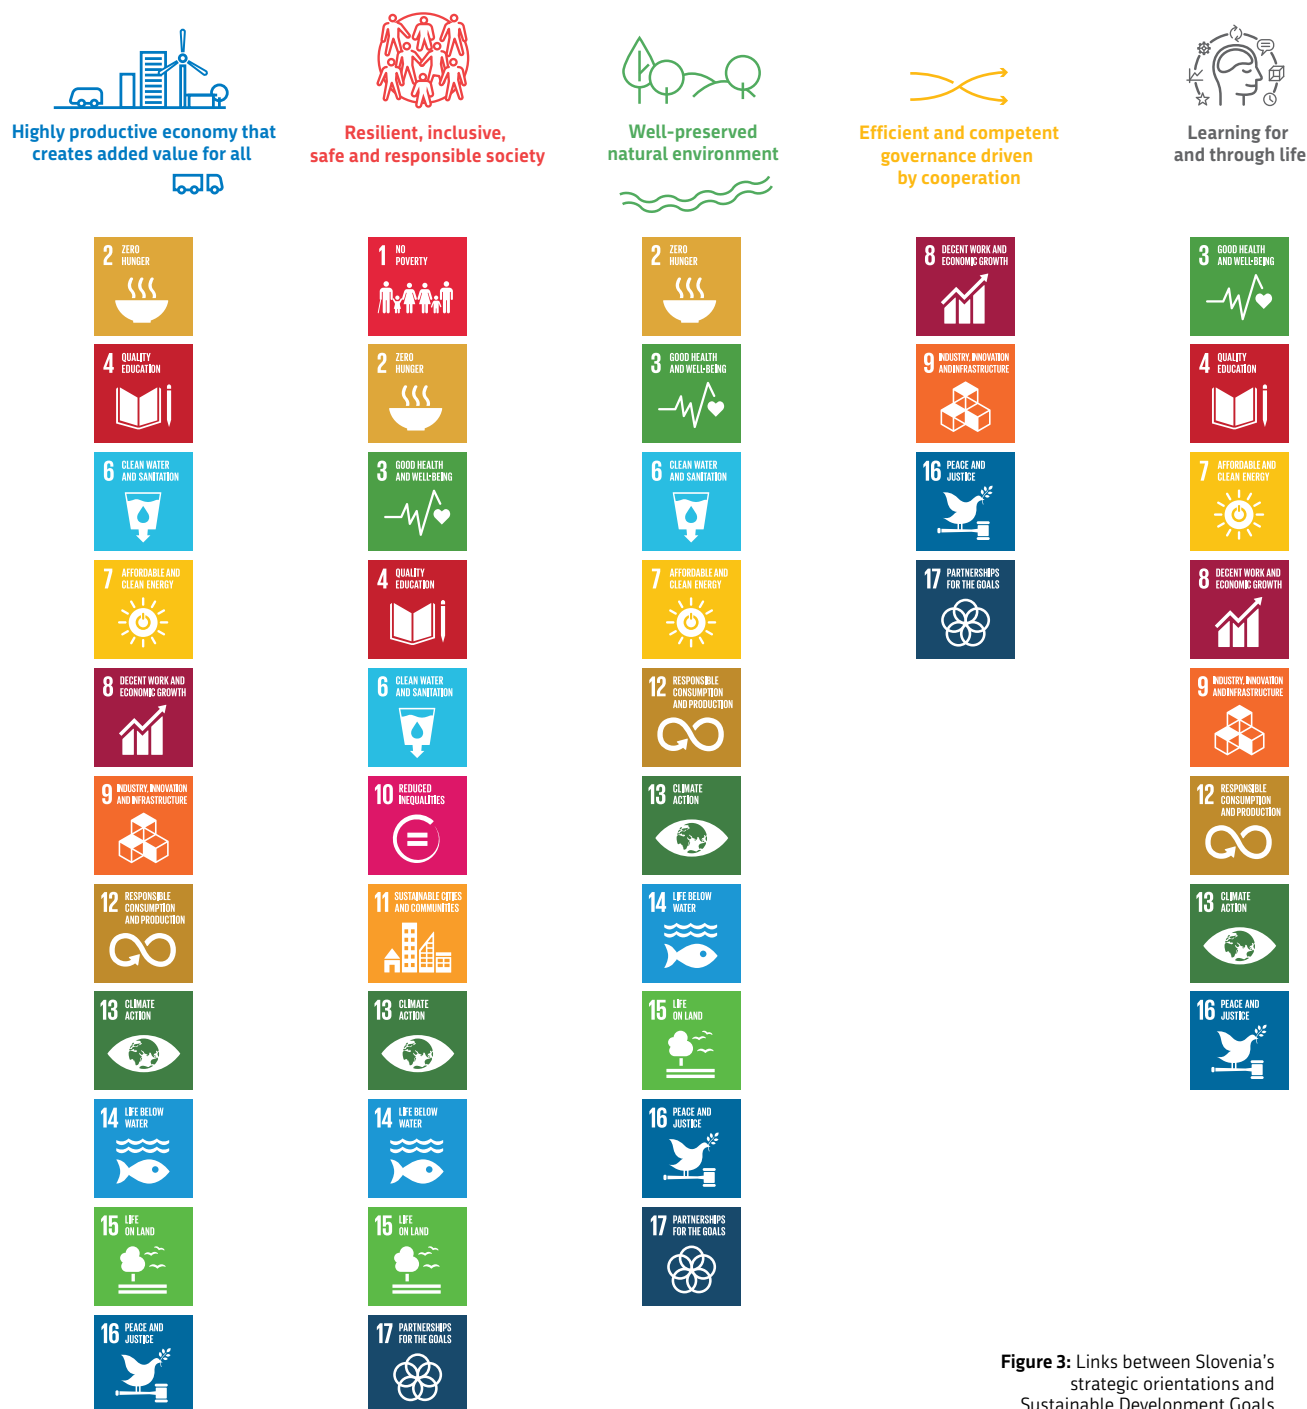 Highly productive economy that
creates added value for all
Resilient, inclusive,
safe and responsible society
Well-preserved
natural environment
Efficient and competent
governance driven
by cooperation
Learning for
and through life
2 ZERO
HUNGER
4 QUALITY
EDUCATION
6 CLEAN WATER
AND SANITATION
7 AFFORDABLE AND
CLEAN ENERGY
8 DECENT WORK AND
ECONOMIC GROWTH
9 INDUSTRY, INNOVATION
AND INFRASTRUCTURE
12 RESPONSIBLE
CONSUMPTION
AND PRODUCTION
13 CLIMATE
ACTION
14 LIFE BELOW
WATER
15 LIFE
ON LAND
16 PEACE AND
JUSTICE
1 NO
POVERTY
2 ZERO
HUNGER
3 GOOD HEALTH
AND WELL-BEING
4 QUALITY
EDUCATION
6 CLEAN WATER
AND SANITATION
10 REDUCED
INEQUALITIES
11 SUSTAINABLE CITIES
AND COMMUNITIES
13 CLIMATE
ACTION
14 LIFE BELOW
WATER
15 LIFE
ON LAND
17 PARTNERSHIPS
FOR THE GOALS
2 ZERO
HUNGER
3 GOOD HEALTH
AND WELL-BEING
6 CLEAN WATER
AND SANITATION
7 AFFORDABLE AND
CLEAN ENERGY
12 RESPONSIBLE
CONSUMPTION
AND PRODUCTION
13 CLIMATE
ACTION
14 LIFE BELOW
WATER
15 LIFE
ON LAND
16 PEACE AND
JUSTICE
17 PARTNERSHIPS
FOR THE GOALS
8 DECENT WORK AND
ECONOMIC GROWTH
9 INDUSTRY, INNOVATION
AND INFRASTRUCTURE
16 PEACE AND
JUSTICE
17 PARTNERSHIPS
FOR THE GOALS
3 GOOD HEALTH
AND WELL-BEING
4 QUALITY
EDUCATION
7 AFFORDABLE AND
CLEAN ENERGY
8 DECENT WORK AND
ECONOMIC GROWTH
9 INDUSTRY, INNOVATION
AND INFRASTRUCTURE
12 RESPONSIBLE
CONSUMPTION
AND PRODUCTION
13 CLIMATE
ACTION
16 PEACE AND
JUSTICE
Figure 3: Links between Slovenia's
strategic orientations and
Sustainable Development Goals